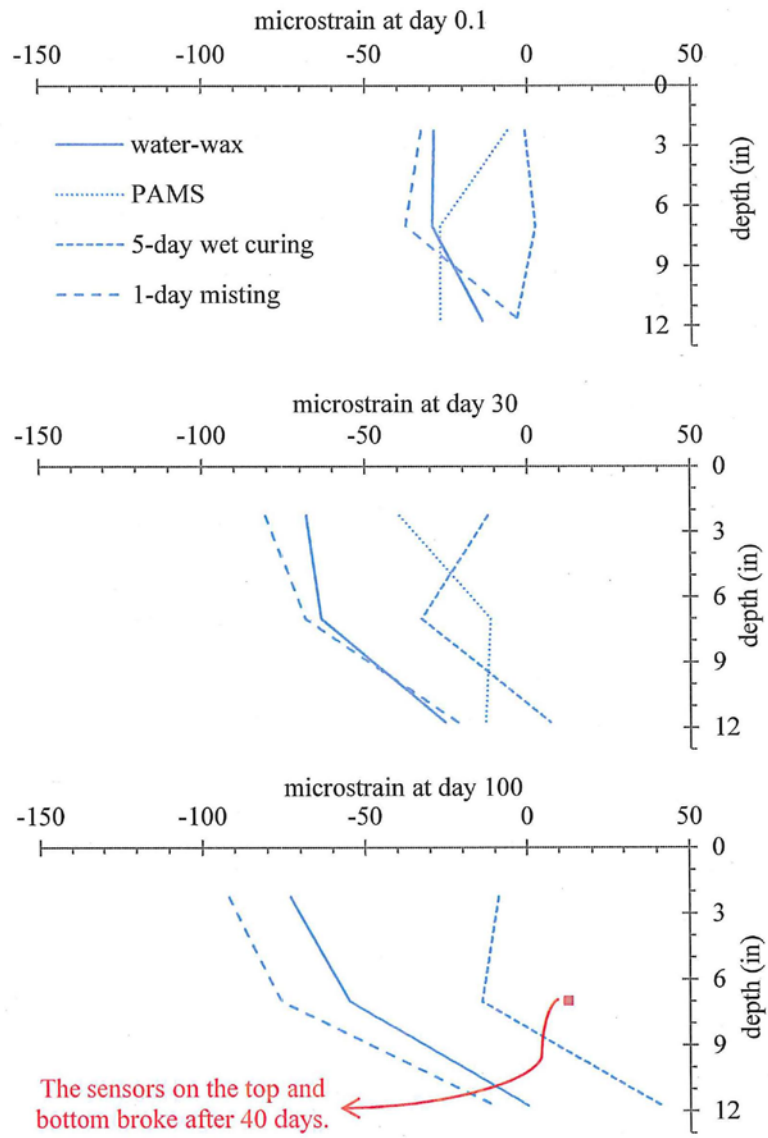 microstrain at day 0.1
-150 -100 -50 0 50
0
3
6
9
12
depth (in)
water-wax
PAMS
5-day wet curing
1-day misting
microstrain at day 30
-150 -100 -50 0 50
0
3
6
9
12
depth (in)
microstrain at day 100
-150 -100 -50 0 50
0
3
6
9
12
depth (in)
The sensors on the top and
bottom broke after 40 days.